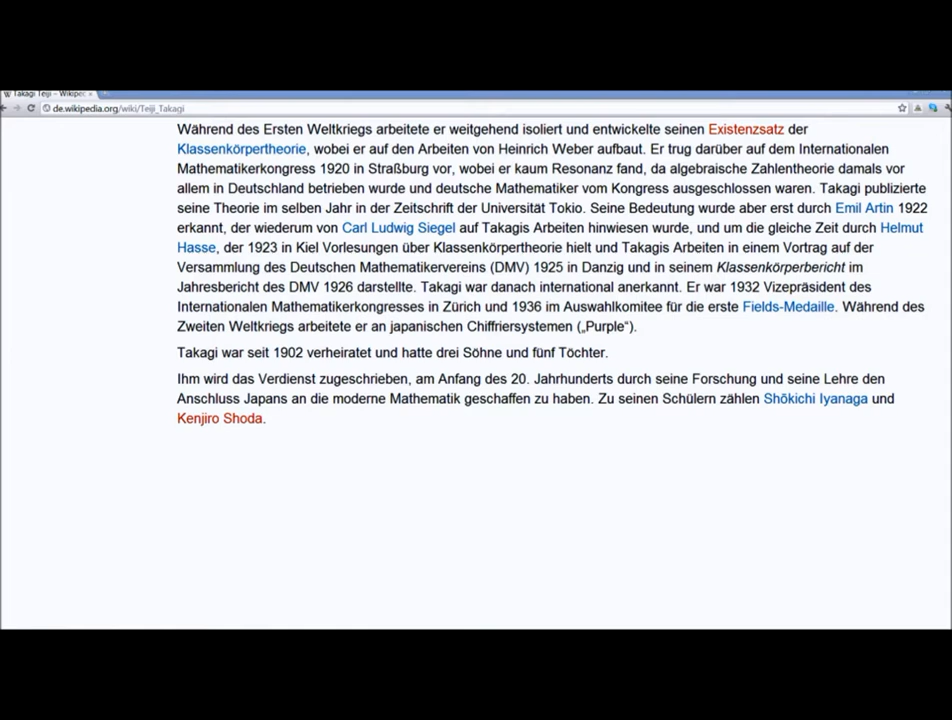 Takagi Teiji – Wikipec ×
de.wikipedia.org/wiki/Teiji_Takagi
Während des Ersten Weltkriegs arbeitete er weitgehend isoliert und entwickelte seinen Existenzsatz der
Klassenkörpertheorie, wobei er auf den Arbeiten von Heinrich Weber aufbaut. Er trug darüber auf dem Internationalen
Mathematikerkongress 1920 in Straßburg vor, wobei er kaum Resonanz fand, da algebraische Zahlentheorie damals vor
allem in Deutschland betrieben wurde und deutsche Mathematiker vom Kongress ausgeschlossen waren. Takagi publizierte
seine Theorie im selben Jahr in der Zeitschrift der Universität Tokio. Seine Bedeutung wurde aber erst durch Emil Artin 1922
erkannt, der wiederum von Carl Ludwig Siegel auf Takagis Arbeiten hinwiesen wurde, und um die gleiche Zeit durch Helmut
Hasse, der 1923 in Kiel Vorlesungen über Klassenkörpertheorie hielt und Takagis Arbeiten in einem Vortrag auf der
Versammlung des Deutschen Mathematikervereins (DMV) 1925 in Danzig und in seinem Klassenkörperbericht im
Jahresbericht des DMV 1926 darstellte. Takagi war danach international anerkannt. Er war 1932 Vizepräsident des
Internationalen Mathematikerkongresses in Zürich und 1936 im Auswahlkomitee für die erste Fields-Medaille. Während des
Zweiten Weltkriegs arbeitete er an japanischen Chiffriersystemen („Purple“).
Takagi war seit 1902 verheiratet und hatte drei Söhne und fünf Töchter.
Ihm wird das Verdienst zugeschrieben, am Anfang des 20. Jahrhunderts durch seine Forschung und seine Lehre den
Anschluss Japans an die moderne Mathematik geschaffen zu haben. Zu seinen Schülern zählen Shōkichi Iyanaga und
Kenjiro Shoda.